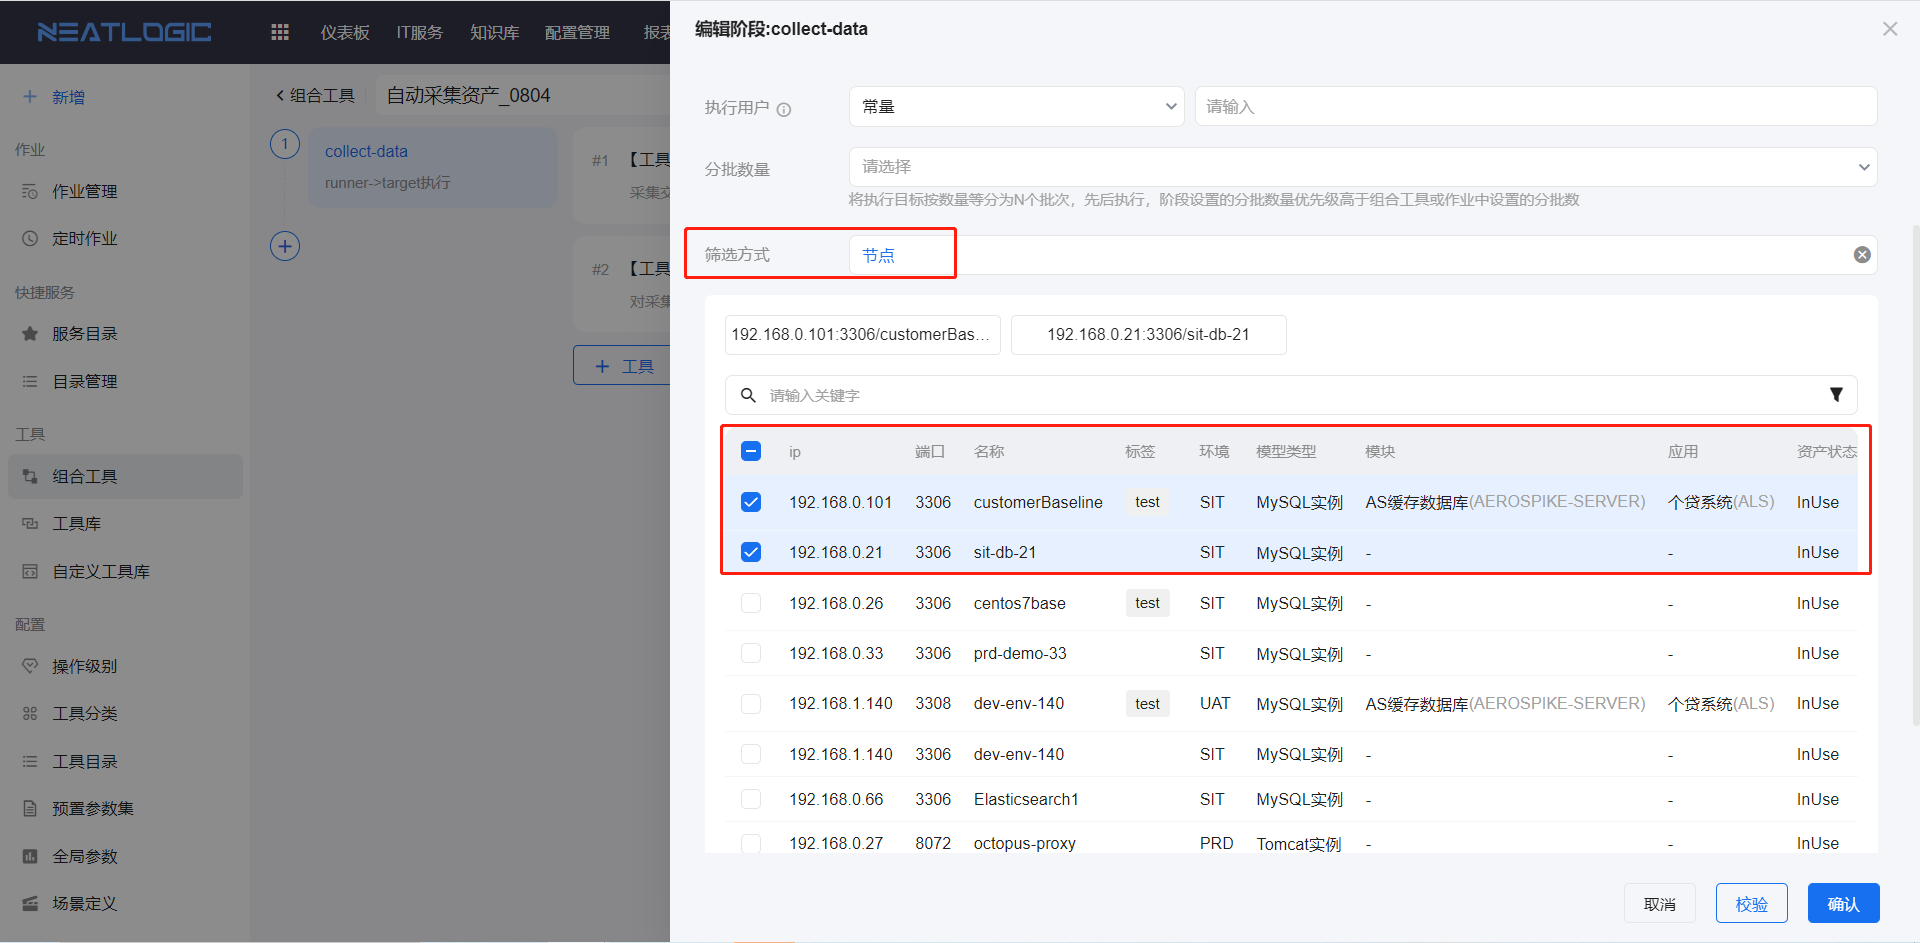 NEATLOGIC
仪表板
IT服务
知识库
配置管理
新增
作业
作业管理
定时作业
快捷服务
服务目录
目录管理
工具
组合工具
工具库
自定义工具库
配置
操作级别
工具分类
工具目录
预置参数集
全局参数
场景定义
组合工具
自动采集资产_0804
1
collect-data
runner->target执行
#1 【工具
采集交
#2 【工具
对采集
工具
编辑阶段:collect-data
执行用户
常量
请输入
分批数量
请选择
将执行目标按数量等分为N个批次，先后执行，阶段设置的分批数量优先级高于组合工具或作业中设置的分批数
筛选方式
节点
192.168.0.101:3306/customerBas...
192.168.0.21:3306/sit-db-21
请输入关键字
ip 端口 名称 标签 环境 模型类型 模块 应用 资产状态
192.168.0.101 3306 customerBaseline test SIT MySQL实例 AS缓存数据库(AEROSPIKE-SERVER) 个贷系统(ALS) InUse
192.168.0.21 3306 sit-db-21 SIT MySQL实例 - - InUse
192.168.0.26 3306 centos7base test SIT MySQL实例 - - InUse
192.168.0.33 3306 prd-demo-33 SIT MySQL实例 - - InUse
192.168.1.140 3308 dev-env-140 test UAT MySQL实例 AS缓存数据库(AEROSPIKE-SERVER) 个贷系统(ALS) InUse
192.168.1.140 3306 dev-env-140 SIT MySQL实例 - - InUse
192.168.0.66 3306 Elasticsearch1 SIT MySQL实例 - - InUse
192.168.0.27 8072 octopus-proxy PRD Tomcat实例 - - InUse
取消
校验
确认